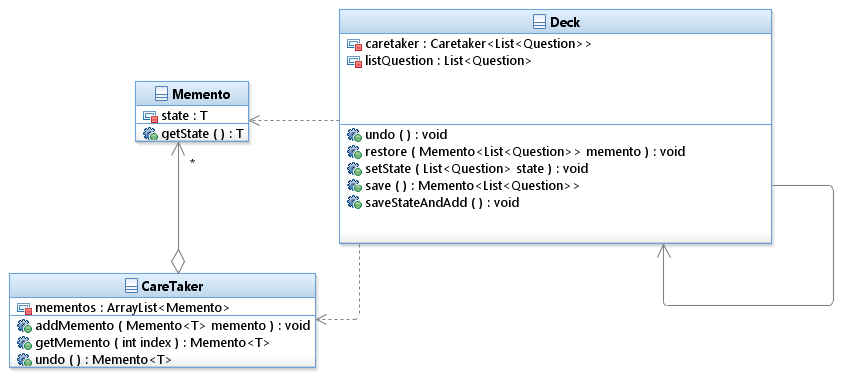 Deck
caretaker : Caretaker<List<Question>>
listQuestion : List<Question>
undo ( ) : void
restore ( Memento<List<Question>> memento ) : void
setState ( List<Question> state ) : void
save ( ) : Memento<List<Question>>
saveStateAndAdd ( ) : void
Memento
state : T
getState ( ) : T
*
CareTaker
mementos : ArrayList<Memento>
addMemento ( Memento<T> memento ) : void
getMemento ( int index ) : Memento<T>
undo ( ) : Memento<T>